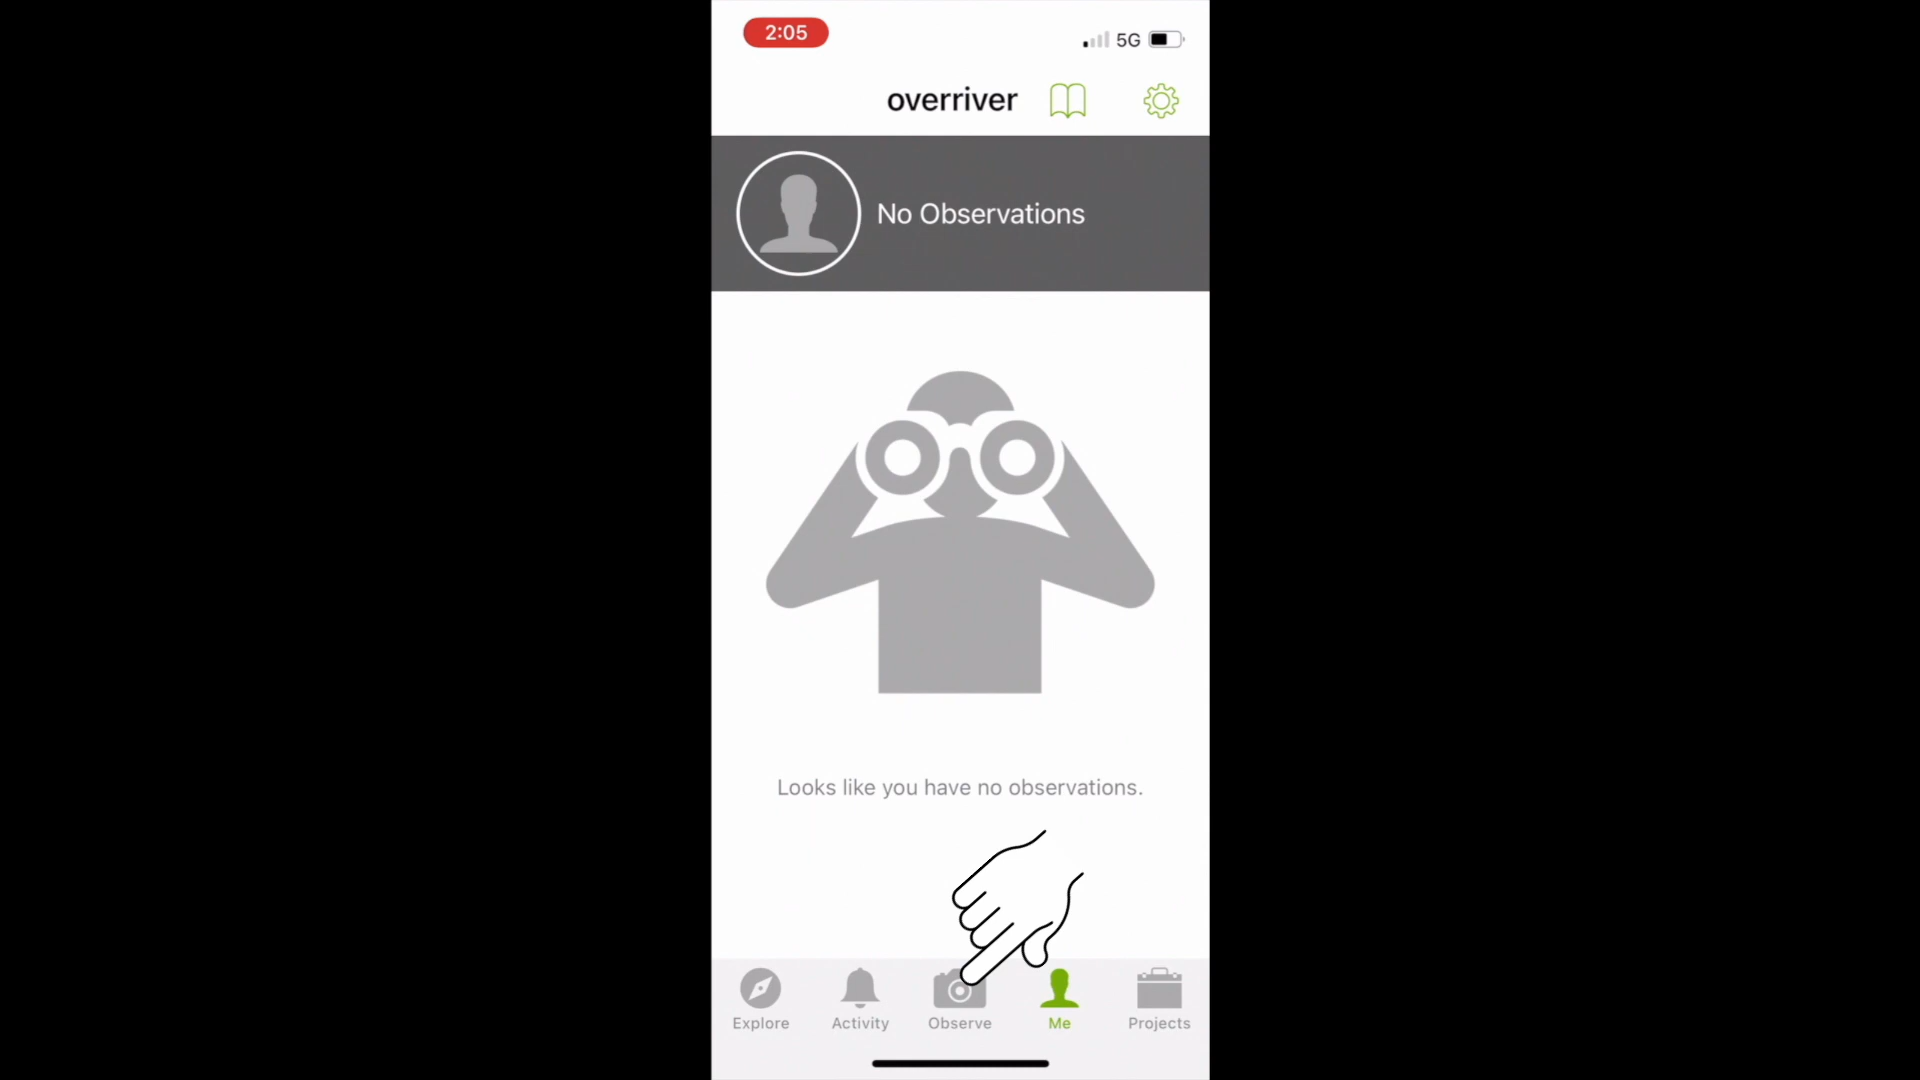 2:05
5G
overriver
No Observations
Looks like you have no observations.
Explore
Activity
Observe
Me
Projects